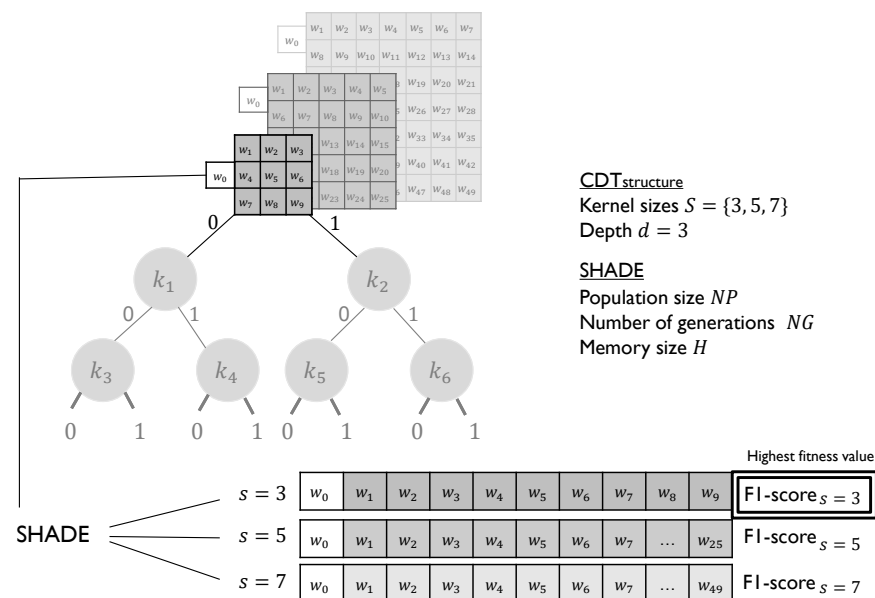 w₁ w₂ w₃ w₄ w₅ w₆ w₇
w₀
w₈ w₉ w₁₀ w₁₁ w₁₂ w₁₃ w₁₄
w₁₉ w₂₀ w₂₁
w₂₆ w₂₇ w₂₈
w₃₃ w₃₄ w₃₅
w₄₀ w₄₁ w₄₂
w₄₇ w₄₈ w₄₉
w₁ w₂ w₃ w₄ w₅
w₀
w₆ w₇ w₈ w₉ w₁₀
w₁₃ w₁₄ w₁₅
w₁₈ w₁₉ w₂₀
w₂₃ w₂₄ w₂₅
w₁ w₂ w₃
w₀ w₄ w₅ w₆
w₇ w₈ w₉
0 1
k₁ k₂
0 1 0 1
k₃ k₄ k₅ k₆
0 1 0 1 0 1 0 1
CDTstructure
Kernel sizes S = {3, 5, 7}
Depth d = 3
SHADE
Population size NP
Number of generations NG
Memory size H
Highest fitness value
s = 3 w₀ w₁ w₂ w₃ w₄ w₅ w₆ w₇ w₈ w₉ F1-score s = 3
SHADE
s = 5 w₀ w₁ w₂ w₃ w₄ w₅ w₆ w₇ … w₂₅ F1-score s = 5
s = 7 w₀ w₁ w₂ w₃ w₄ w₅ w₆ w₇ … w₄₉ F1-score s = 7